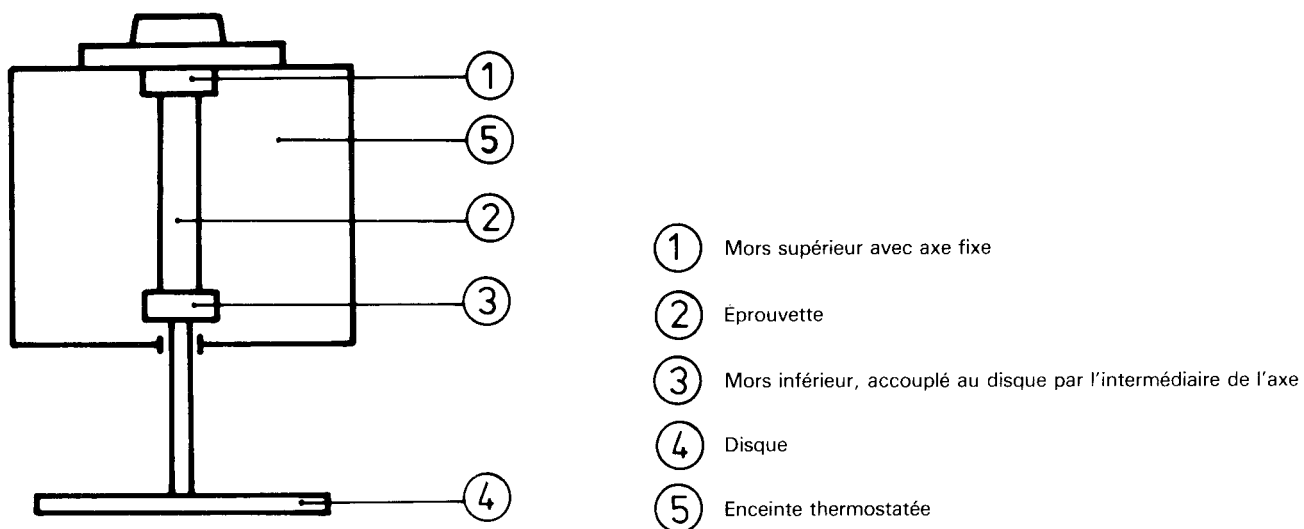 1
5
2
3
4
1 Mors supérieur avec axe fixe
2 Éprouvette
3 Mors inférieur, accouplé au disque par l'intermédiaire de l'axe
4 Disque
5 Enceinte thermostatée